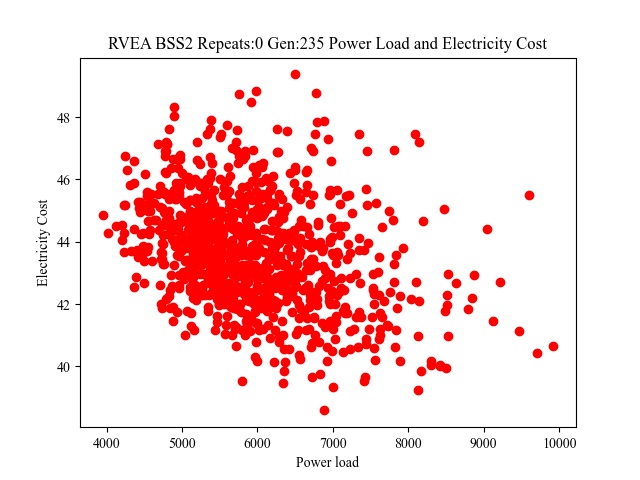 RVEA BSS2 Repeats:0 Gen:235 Power Load and Electricity Cost
48
46
44
42
40
Electricity Cost
4000 5000 6000 7000 8000 9000 10000
Power load